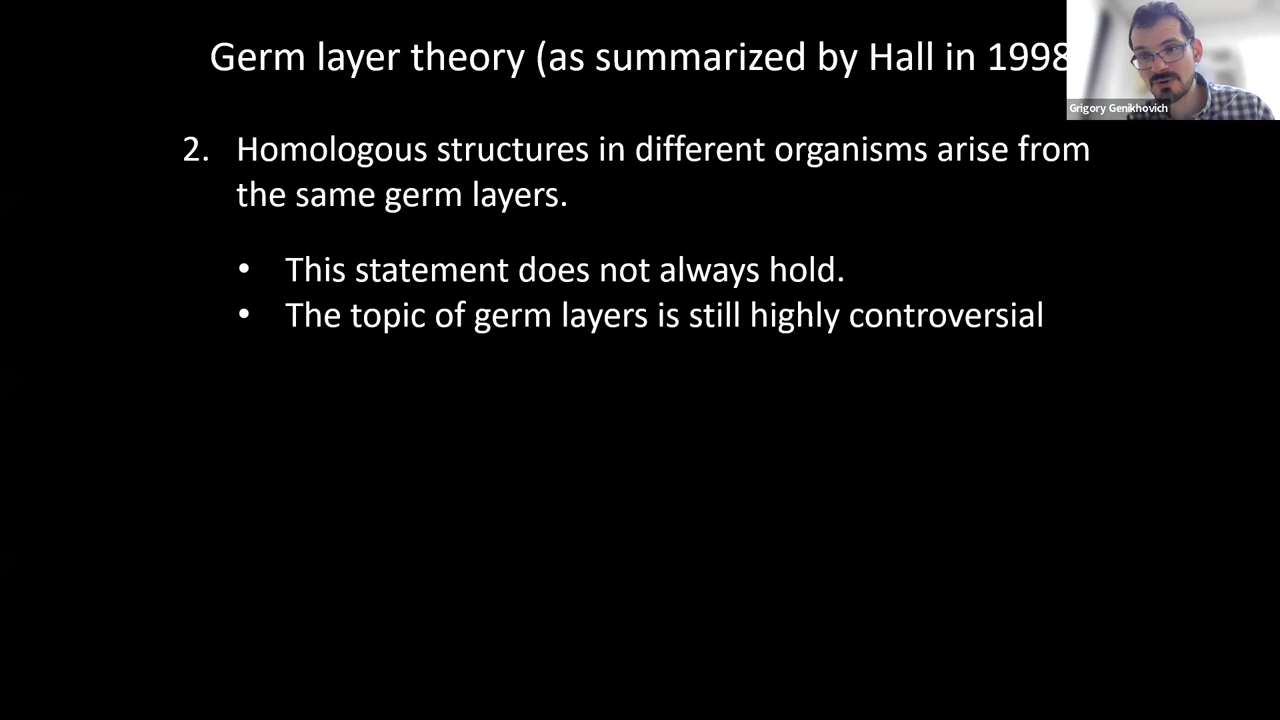 Germ layer theory (as summarized by Hall in 1998
Grigory Genikhovich
2. Homologous structures in different organisms arise from
the same germ layers.
• This statement does not always hold.
• The topic of germ layers is still highly controversial